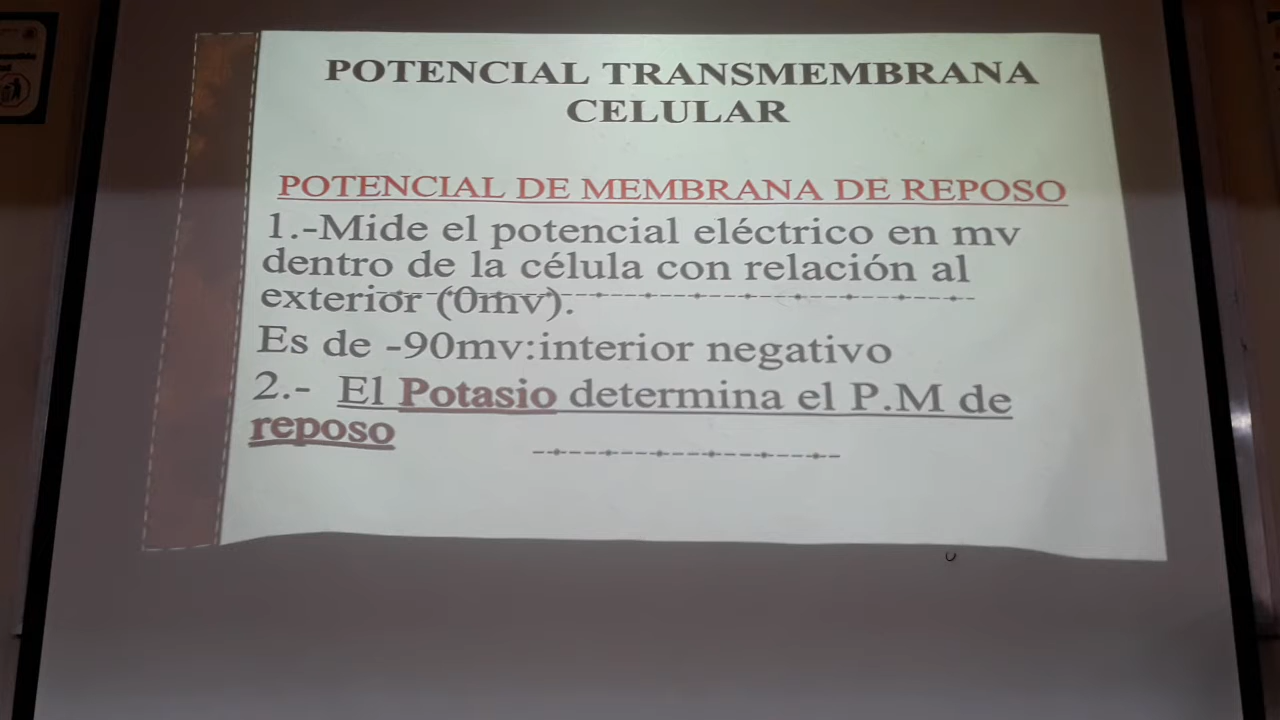 POTENCIAL TRANSMEMBRANA
CELULAR
POTENCIAL DE MEMBRANA DE REPOSO
1.-Mide el potencial eléctrico en mv
dentro de la célula con relación al
exterior (0mv).
Es de -90mv:interior negativo
2.- El Potasio determina el P.M de
reposo